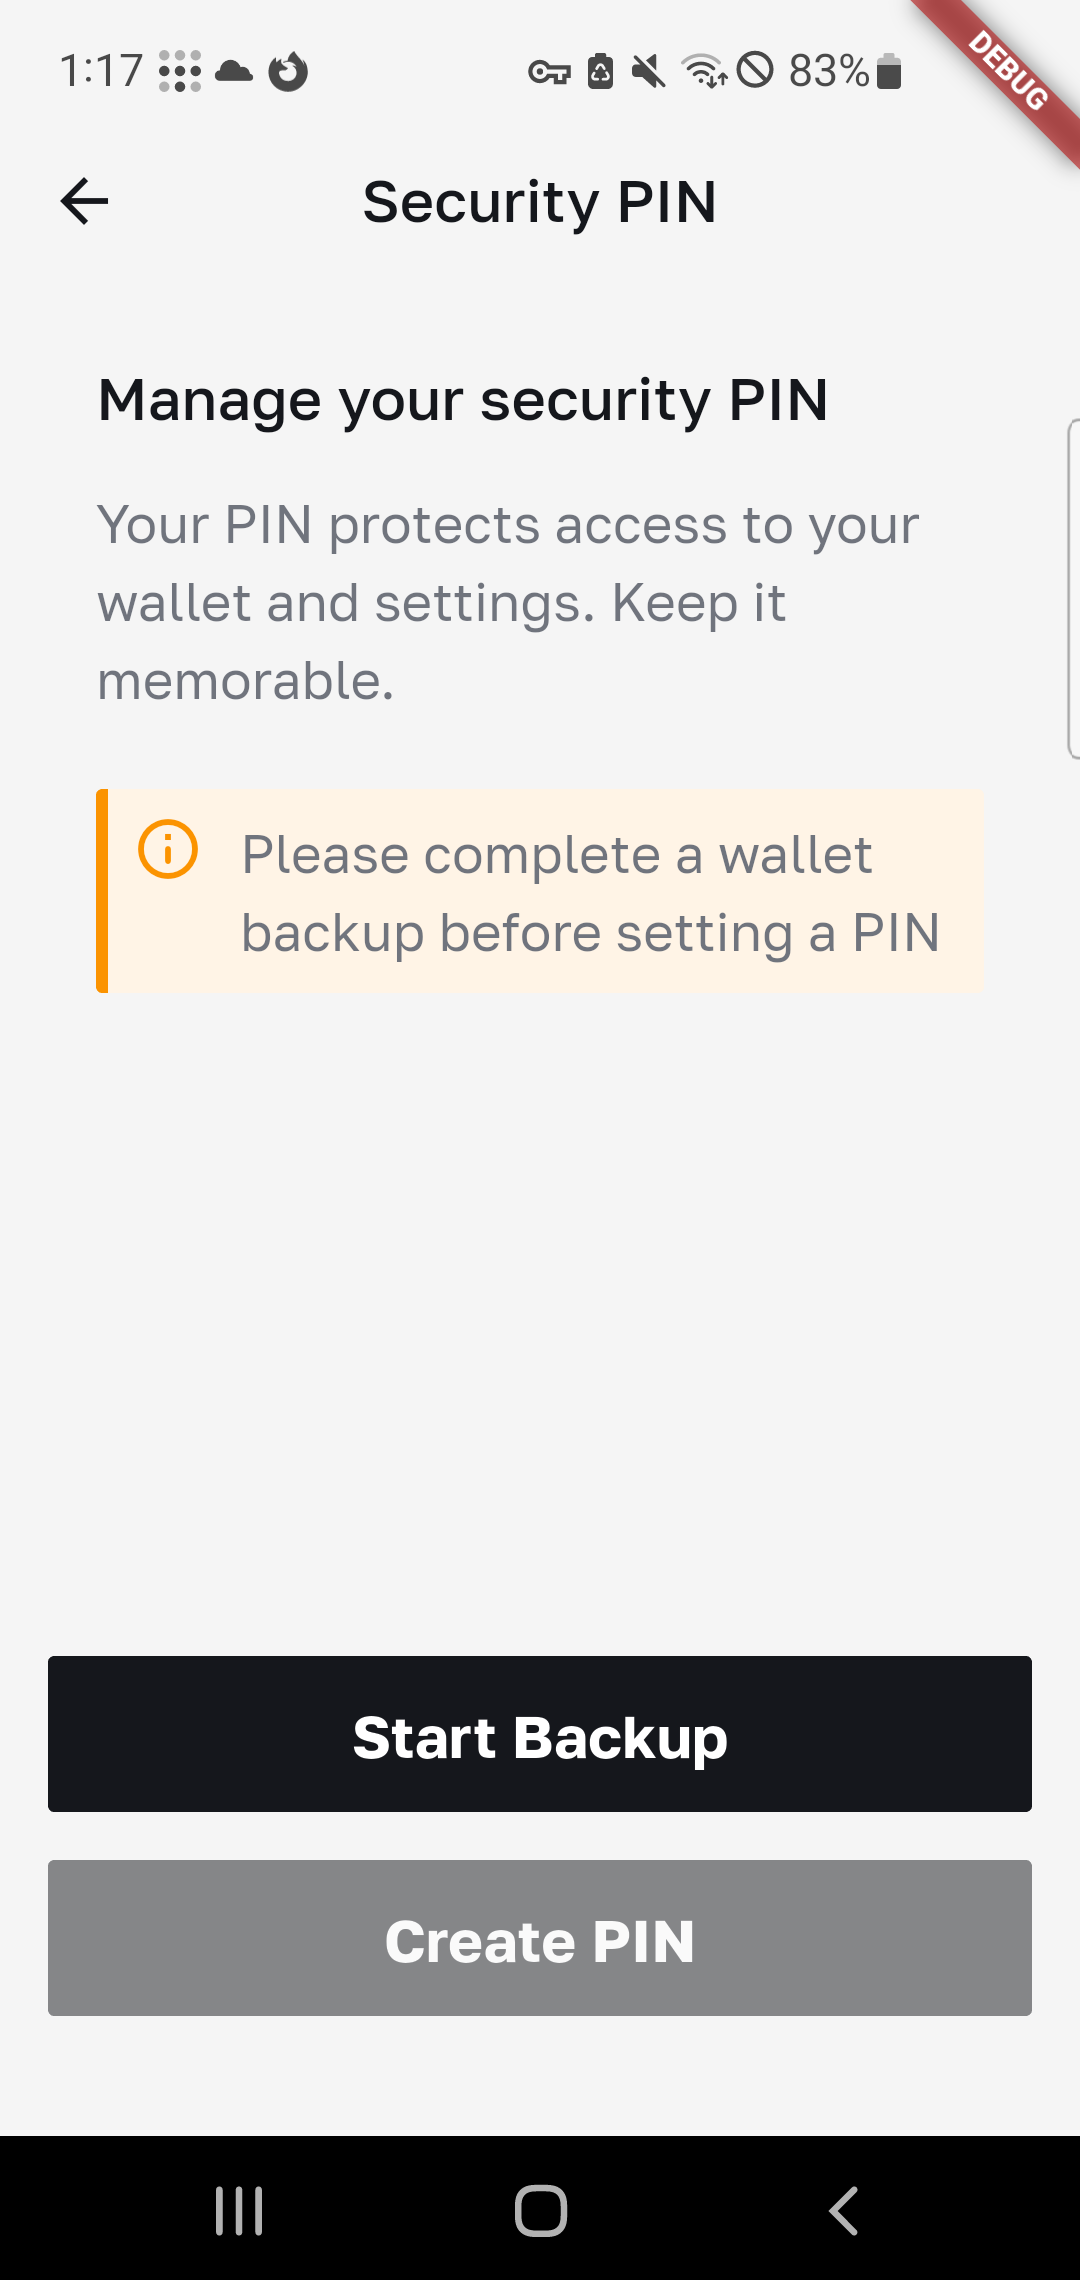 1:17
83%
DEBUG
Security PIN
Manage your security PIN
Your PIN protects access to your
wallet and settings. Keep it
memorable.
Please complete a wallet
backup before setting a PIN
Start Backup
Create PIN